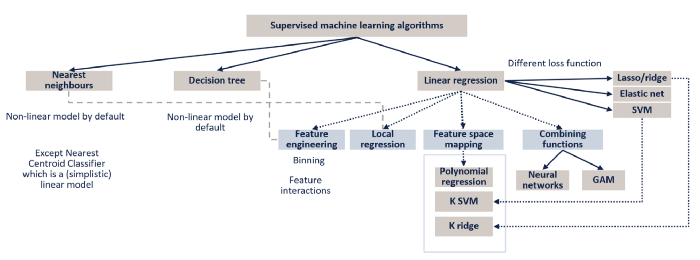 Supervised machine learning algorithms
Different loss function
Nearest
neighbours
Decision tree
Linear regression
Lasso/ridge
Elastic net
SVM
Non-linear model by default
Non-linear model by
default
Except Nearest
Centroid Classifier
which is a (simplistic)
linear model
Feature
engineering
Local
regression
Feature space
mapping
Combining
functions
Binning
Feature
interactions
Polynomial
regression
K SVM
K ridge
Neural
networks
GAM